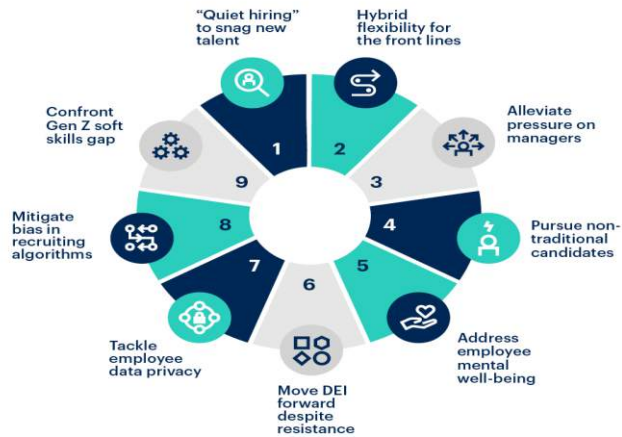 “Quiet hiring”
to snag new
talent
1
Hybrid
flexibility for
the front lines
2
Alleviate
pressure on
managers
3
Pursue non-
traditional
candidates
4
Address
employee
mental
well-being
5
Move DEI
forward
despite
resistance
6
Tackle
employee
data privacy
7
Mitigate
bias in
recruiting
algorithms
8
Confront
Gen Z soft
skills gap
9